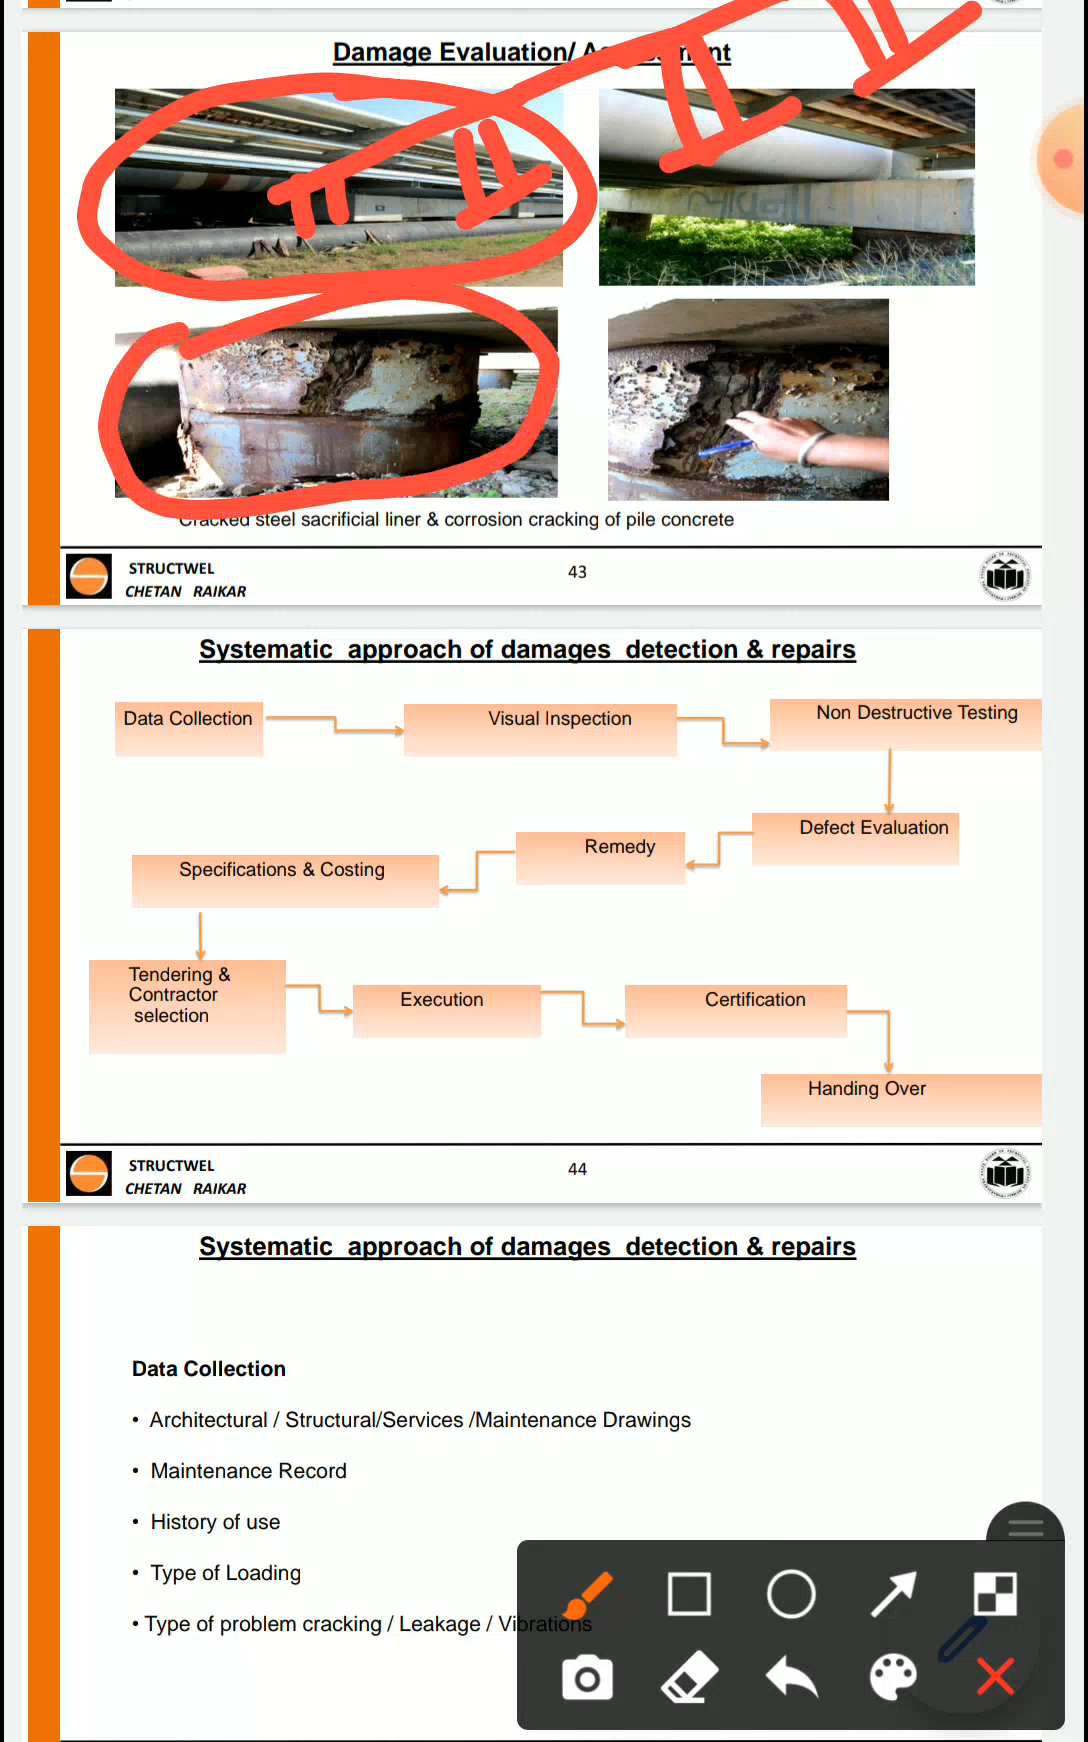 Damage Evaluation/
Cracked steel sacrificial liner & corrosion cracking of pile concrete
STRUCTWEL
CHETAN RAIKAR
43
Systematic approach of damages detection & repairs
Data Collection
Visual Inspection
Non Destructive Testing
Defect Evaluation
Remedy
Specifications & Costing
Tendering &
Contractor
selection
Execution
Certification
Handing Over
STRUCTWEL
CHETAN RAIKAR
44
Systematic approach of damages detection & repairs
Data Collection
• Architectural / Structural/Services /Maintenance Drawings
• Maintenance Record
• History of use
• Type of Loading
• Type of problem cracking / Leakage / Vibrations